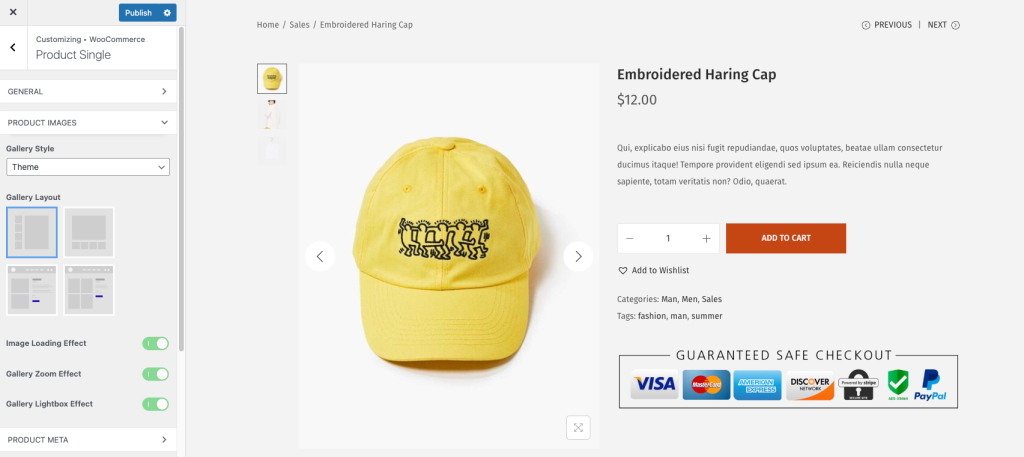 Publish
Customizing • WooCommerce
Product Single
GENERAL
PRODUCT IMAGES
Gallery Style
Theme
Gallery Layout
Image Loading Effect
Gallery Zoom Effect
Gallery Lightbox Effect
PRODUCT META
Home / Sales / Embroidered Haring Cap
PREVIOUS | NEXT
Embroidered Haring Cap
$12.00
Qui, explicabo eius nisi fugit repudiandae, quos voluptates, beatae ullam consectetur
ducimus itaque! Tempore provident eligendi sed ipsum ea. Reiciendis nulla neque
sapiente, totam veritatis non? Odio, quaerat.
1
ADD TO CART
Add to Wishlist
Categories: Man, Men, Sales
Tags: fashion, man, summer
GUARANTEED SAFE CHECKOUT
VISA
MasterCard
AMERICAN EXPRESS
DISCOVER NETWORK
Powered by stripe
PayPal